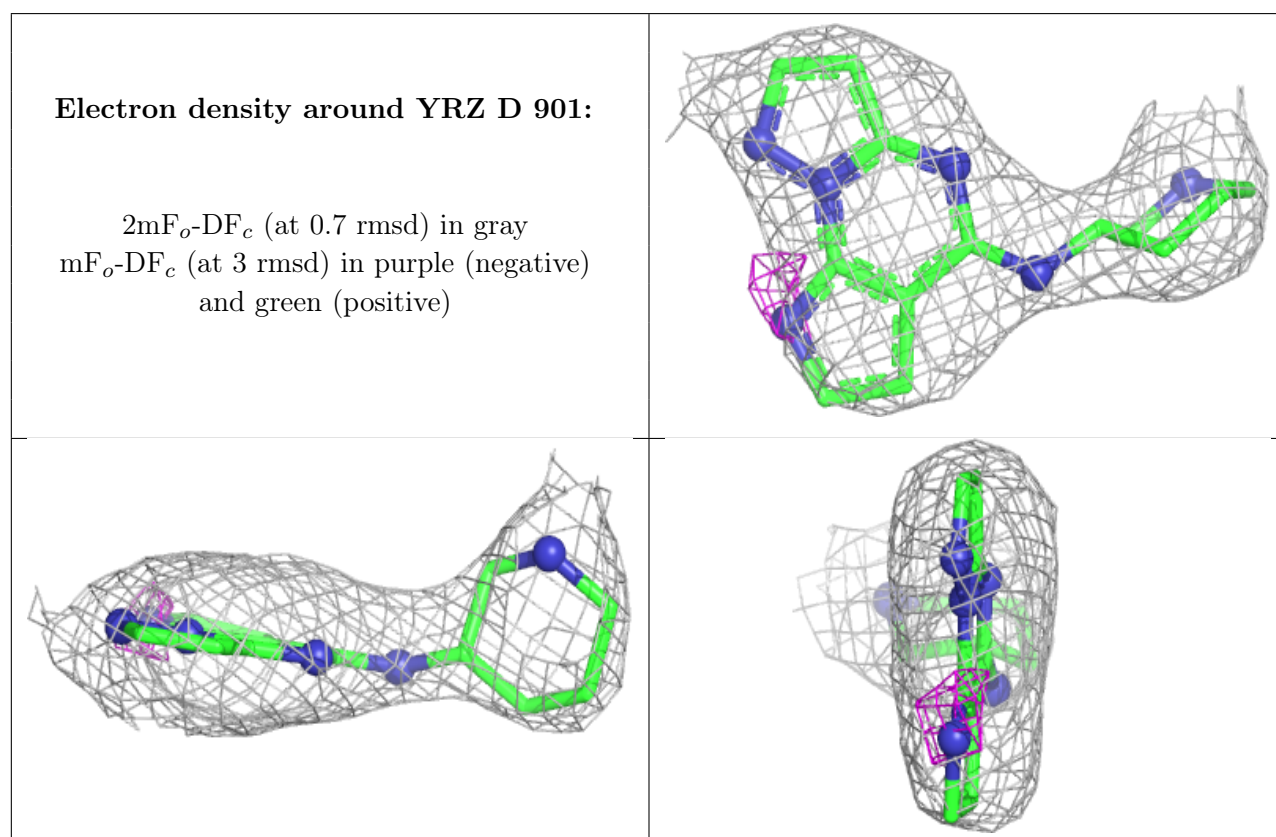 Electron density around YRZ D 901:
2mFo-DFc (at 0.7 rmsd) in gray
mFo-DFc (at 3 rmsd) in purple (negative)
and green (positive)